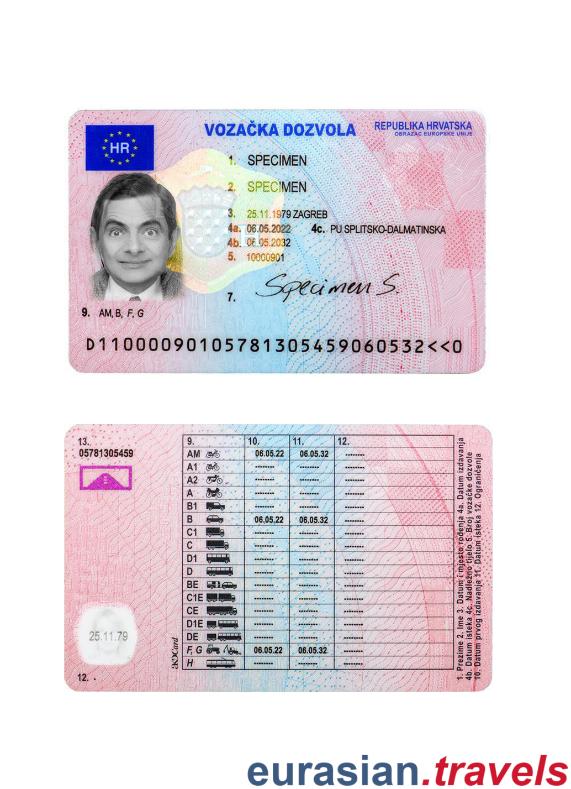 VOZAČKA DOZVOLA
REPUBLIKA HRVATSKA
OBRAZAC EUROPSKE UNIJE
HR
1. SPECIMEN
2. SPECIMEN
3. 25.11.1979 ZAGREB
4a. 06.05.2022 4c. PU SPLITSKO-DALMATINSKA
4b. 06.05.2032
5. 10000901
7. Specimen S.
9. AM, B, F, G
D11000090105781305459060532<<0
13.
05781305459
9. 10. 11. 12.
AM 06.05.22 06.05.32 -------
A1 ------- ------- -------
A2 ------- ------- -------
A ------- ------- -------
B1 ------- ------- -------
B 06.05.22 06.05.32 -------
C1 ------- ------- -------
C ------- ------- -------
D1 ------- ------- -------
D ------- ------- -------
BE ------- ------- -------
C1E ------- ------- -------
CE ------- ------- -------
D1E ------- ------- -------
DE ------- ------- -------
F, G 06.05.22 06.05.32 -------
H ------- ------- -------
25.11.79
12.
1. Prezime 2. Ime 3. Datum i mjesto rođenja 4a. Datum izdavanja
4b. Datum isteka 4c. Nadležno tijelo 5. Broj vozačke dozvole
10. Datum prvog izdavanja 11. Datum isteka 12. Ograničenja
eurasian.travels